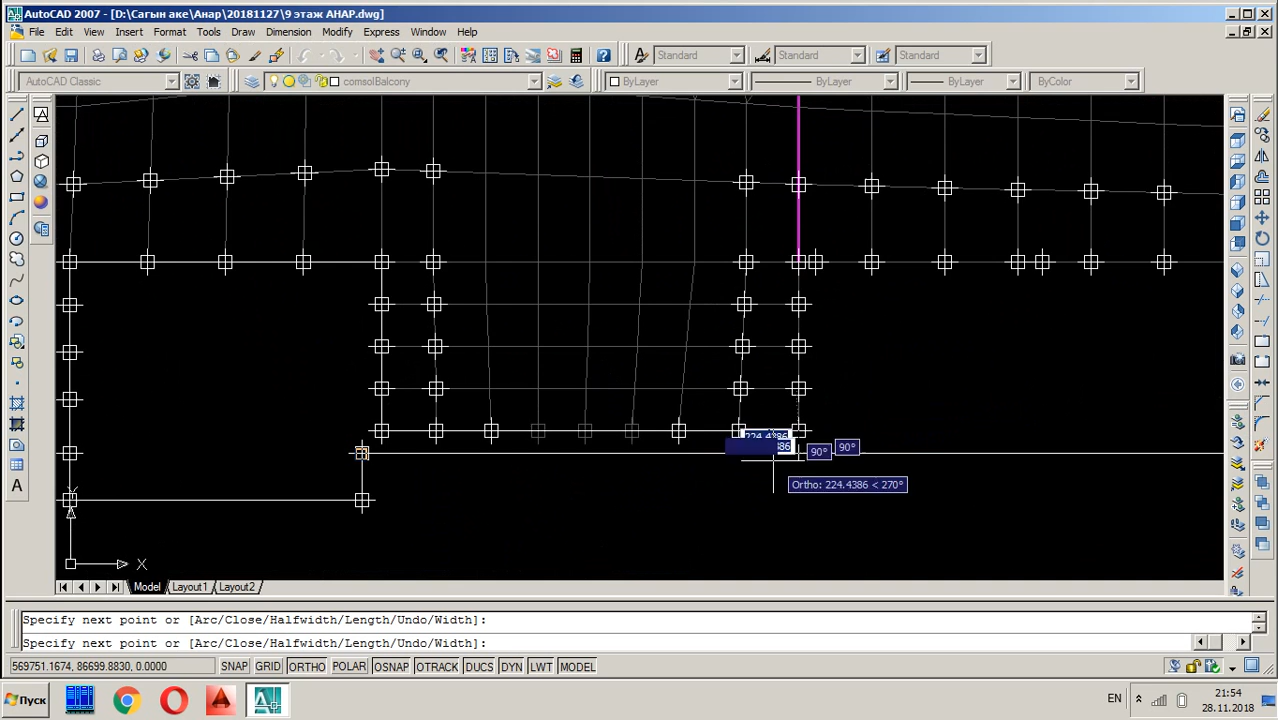 AutoCAD 2007 - [D:\Сагын аке\Анар\20181127\9 этаж АНАР.dwg]
File Edit View Insert Format Tools Draw Dimension Modify Express Window Help
Standard Standard Standard
AutoCAD Classic comsolBalcony ByLayer ByLayer ByLayer ByColor
224.4386
90° 90°
Ortho: 224.4386 < 270°
X
Model Layout1 Layout2
Specify next point or [Arc/Close/Halfwidth/Length/Undo/Width]:
Specify next point or [Arc/Close/Halfwidth/Length/Undo/Width]:
569751.1674, 86699.8830, 0.0000 SNAP GRID ORTHO POLAR OSNAP OTRACK DUCS DYN LWT MODEL
Пуск EN 21:54
28.11.2018